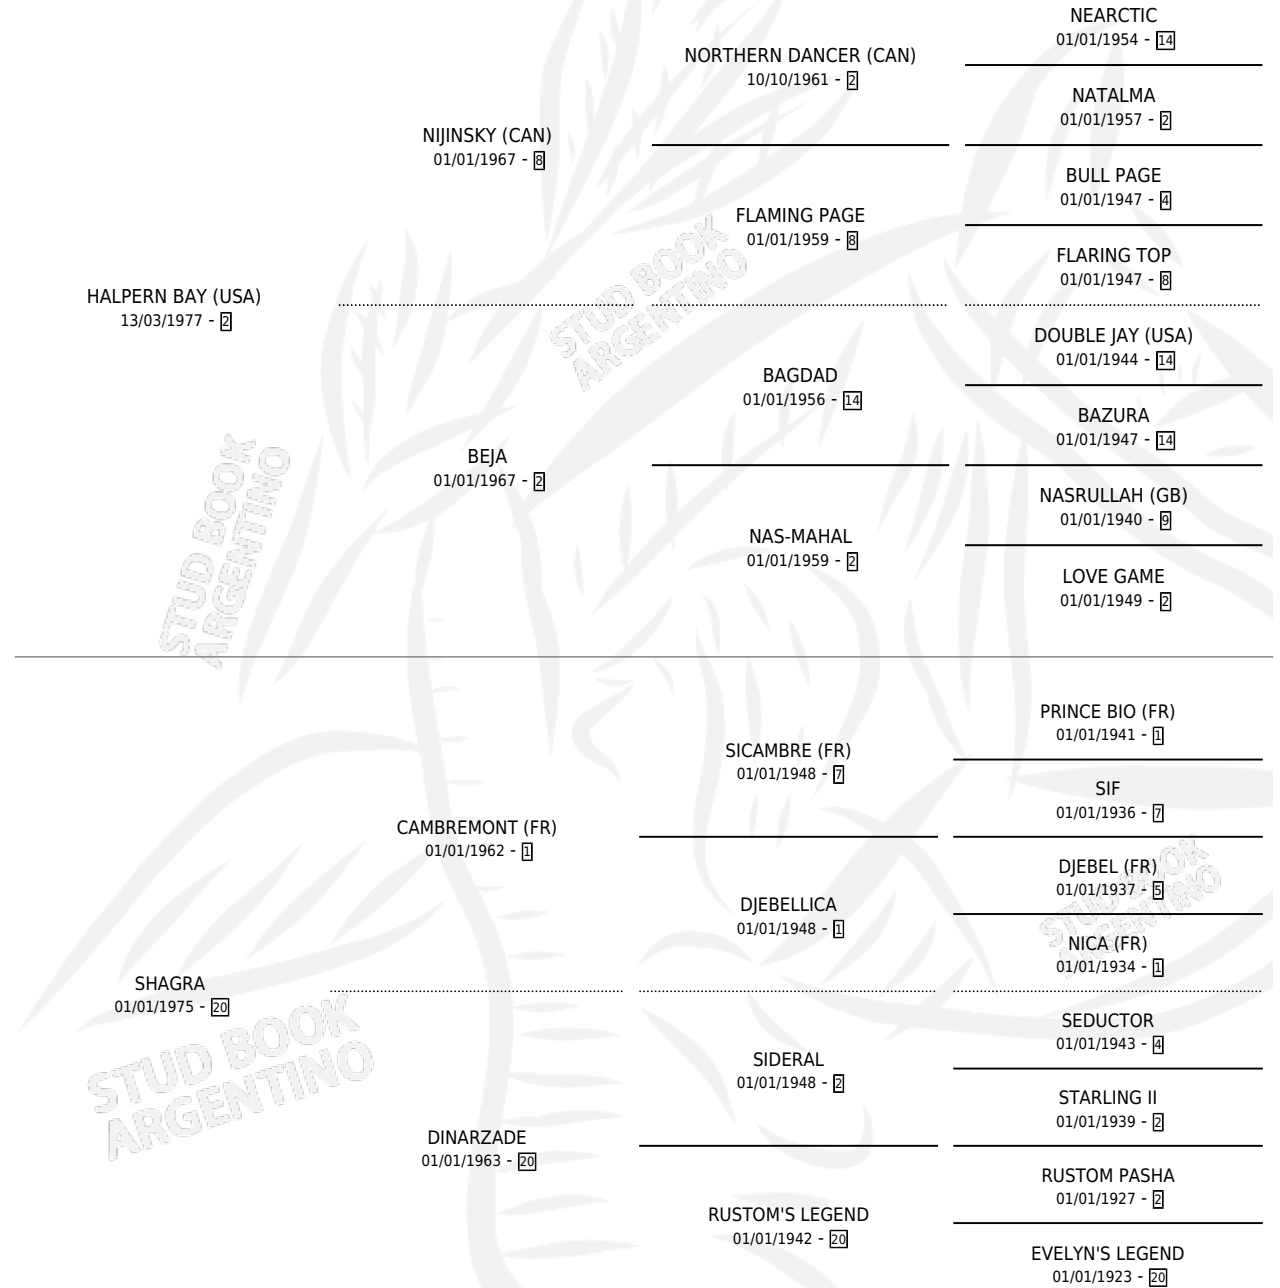 NEARCTIC
01/01/1954 - 14
NORTHERN DANCER (CAN)
10/10/1961 - 2
NATALMA
01/01/1957 - 2
NIJINSKY (CAN)
01/01/1967 - 8
BULL PAGE
01/01/1947 - 4
FLAMING PAGE
01/01/1959 - 8
FLARING TOP
01/01/1947 - 8
HALPERN BAY (USA)
13/03/1977 - 2
DOUBLE JAY (USA)
01/01/1944 - 14
BAGDAD
01/01/1956 - 14
BAZURA
01/01/1947 - 14
BEJA
01/01/1967 - 2
NASRULLAH (GB)
01/01/1940 - 9
NAS-MAHAL
01/01/1959 - 2
LOVE GAME
01/01/1949 - 2
STUD BOOK
ARGENTINO
STUD BOOK
ARGENTINO
PRINCE BIO (FR)
01/01/1941 - 1
SICAMBRE (FR)
01/01/1948 - 7
SIF
01/01/1936 - 7
CAMBREMONT (FR)
01/01/1962 - 1
DJEBEL (FR)
01/01/1937 - 5
DJEBELLICA
01/01/1948 - 1
NICA (FR)
01/01/1934 - 1
SHAGRA
01/01/1975 - 20
SEDUCTOR
01/01/1943 - 4
SIDERAL
01/01/1948 - 2
STARLING II
01/01/1939 - 2
DINARZADE
01/01/1963 - 20
RUSTOM PASHA
01/01/1927 - 2
RUSTOM'S LEGEND
01/01/1942 - 20
EVELYN'S LEGEND
01/01/1923 - 20
STUD BOOK
ARGENTINO
STUD BOOK
ARGENTINO